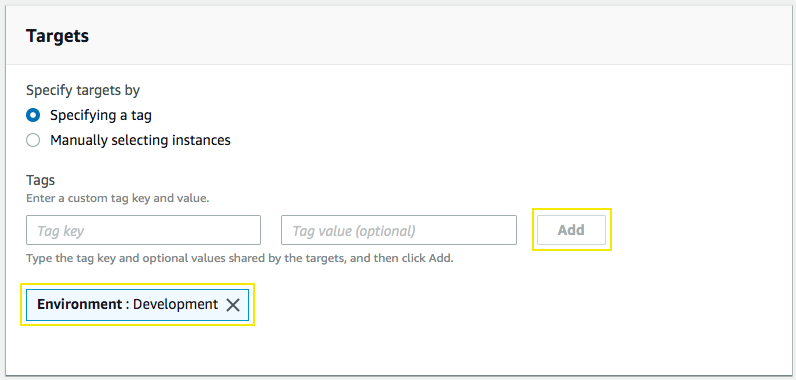 Targets
Specify targets by
Specifying a tag
Manually selecting instances
Tags
Enter a custom tag key and value.
Tag key
Tag value (optional)
Add
Type the tag key and optional values shared by the targets, and then click Add.
Environment : Development